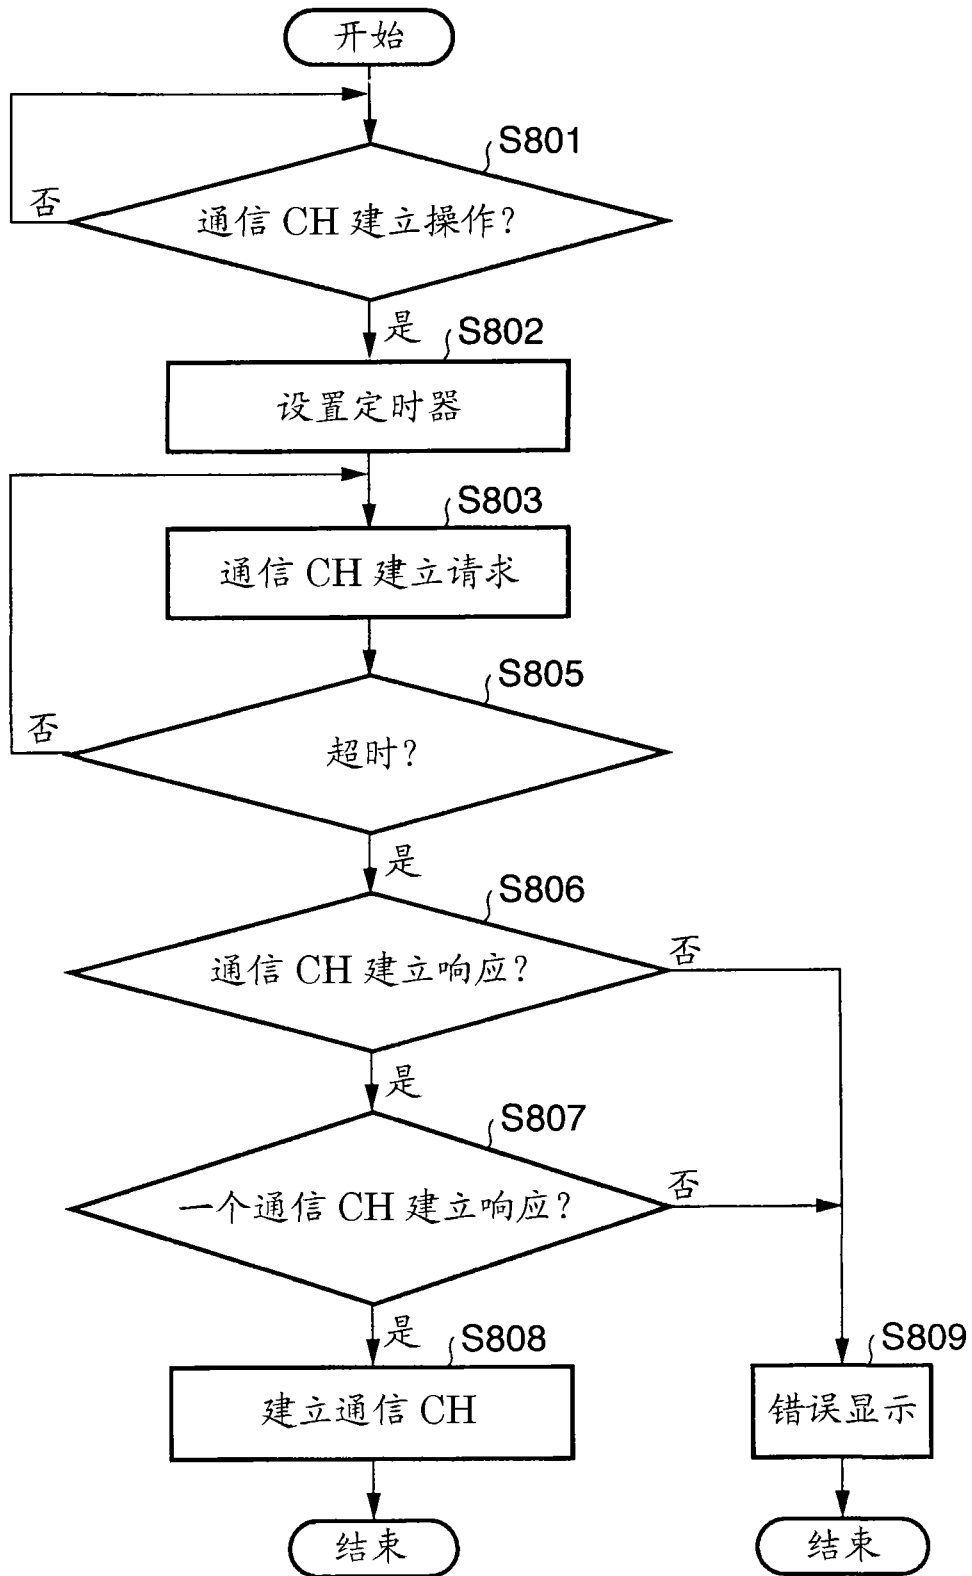 开始
S801
否
通信 CH 建立操作?
是
S802
设置定时器
S803
通信 CH 建立请求
S805
否
超时?
是
S806
通信 CH 建立响应?
否
是
S807
一个通信 CH 建立响应?
否
是
S808
建立通信 CH
S809
错误显示
结束
结束